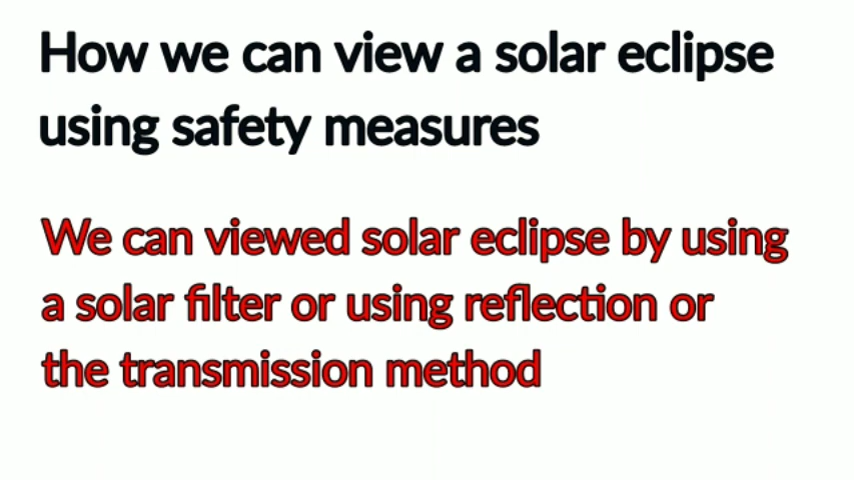 How we can view a solar eclipse
using safety measures
We can viewed solar eclipse by using
a solar filter or using reflection or
the transmission method